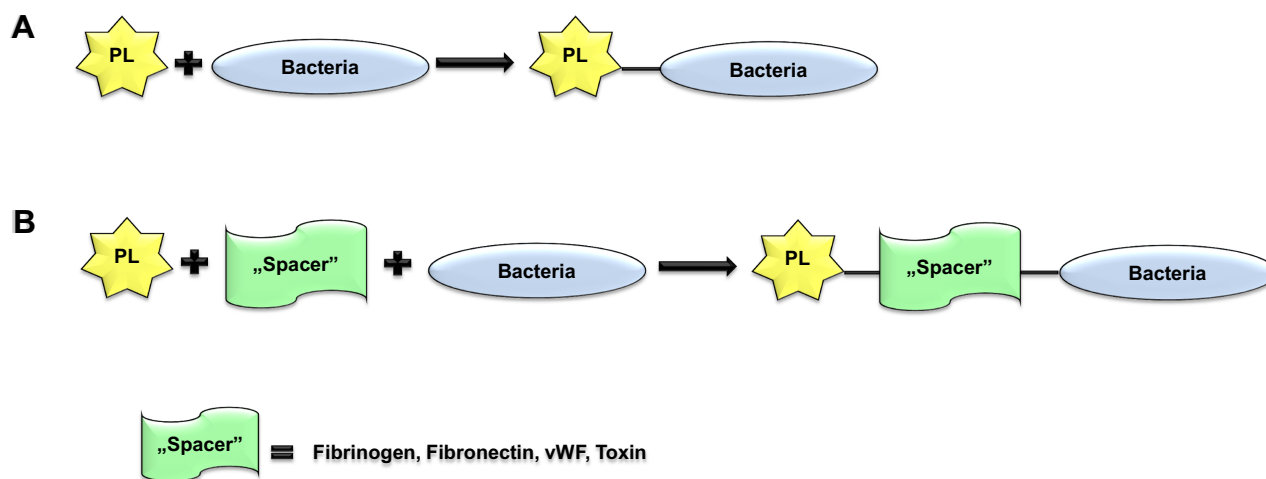 A
PL + Bacteria PL Bacteria
B
PL + „Spacer” + Bacteria PL „Spacer” Bacteria
„Spacer” = Fibrinogen, Fibronectin, vWF, Toxin